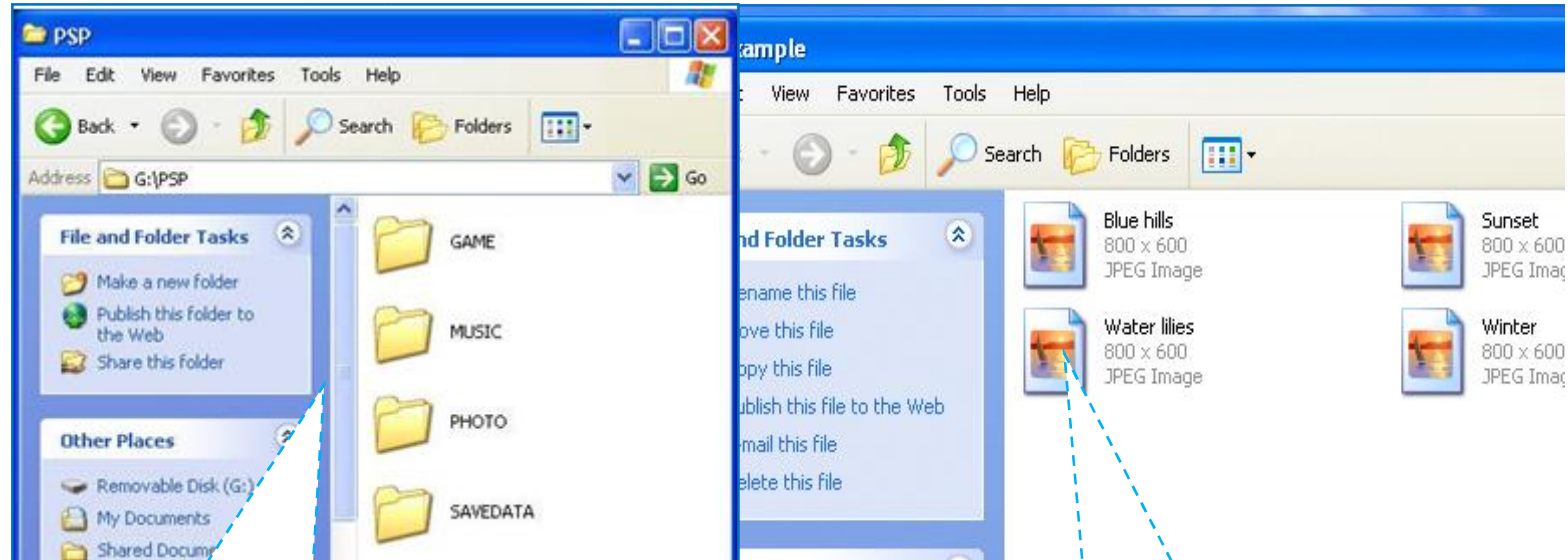 PSP
File Edit View Favorites Tools Help
Back Search Folders
Address G:\PSP Go
File and Folder Tasks
Make a new folder
Publish this folder to
the Web
Share this folder
Other Places
Removable Disk (G:)
My Documents
Shared Docume
GAME
MUSIC
PHOTO
SAVEDATA
ample
View Favorites Tools Help
Search Folders
nd Folder Tasks
ename this file
ove this file
opy this file
ublish this file to the Web
mail this file
elete this file
Blue hills
800 x 600
JPEG Image
Sunset
800 x 600
JPEG Imag
Water lilies
800 x 600
JPEG Image
Winter
800 x 600
JPEG Imag